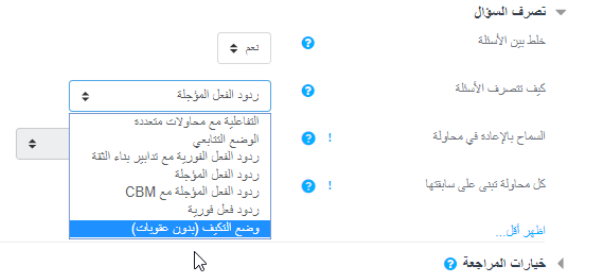 تصرف السؤال
خلط بين الأسئلة
نعم
كيف تتصرف الأسئلة
ردود الفعل المؤجلة
التفاعلية مع محاولات متعددة
الوضع التتابعي
ردود الفعل الفورية مع تدابير بناء الثقة
ردود الفعل المؤجلة
ردود الفعل المؤجلة مع CBM
ردود فعل فورية
وضع التكيف (بدون عقوبات)
السماح بالإعاده في محاولة
كل محاولة تبنى على سابقتها
اظهر أقل...
خيارات المراجعة